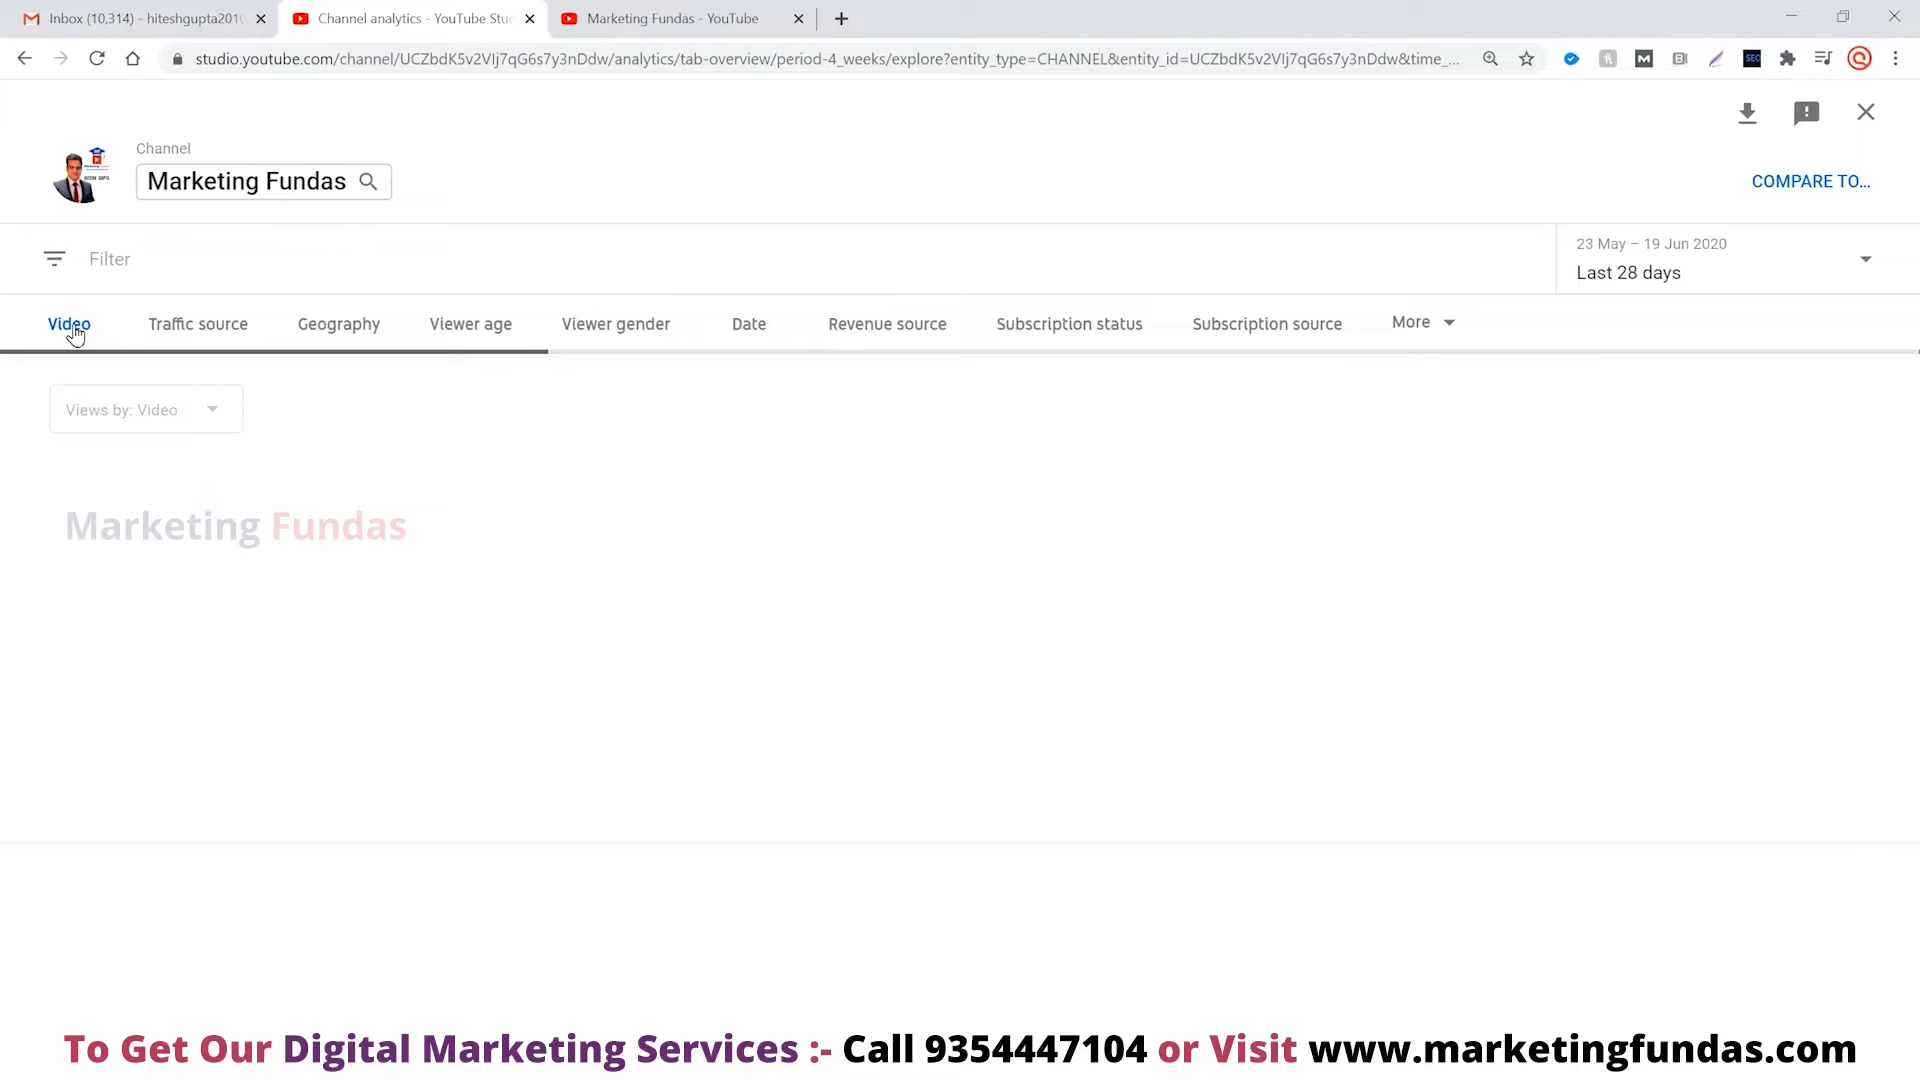 Inbox (10,314) - hiteshgupta2010
Channel analytics - YouTube Stu
Marketing Fundas - YouTube
studio.youtube.com/channel/UCZbdK5v2VIj7qG6s7y3nDdw/analytics/tab-overview/period-4_weeks/explore?entity_type=CHANNEL&entity_id=UCZbdK5v2VIj7qG6s7y3nDdw&time_...
Channel
Marketing Fundas
COMPARE TO...
Filter
23 May – 19 Jun 2020
Last 28 days
Video
Traffic source
Geography
Viewer age
Viewer gender
Date
Revenue source
Subscription status
Subscription source
More
Views by: Video
Marketing Fundas
To Get Our Digital Marketing Services :- Call 9354447104 or Visit www.marketingfundas.com